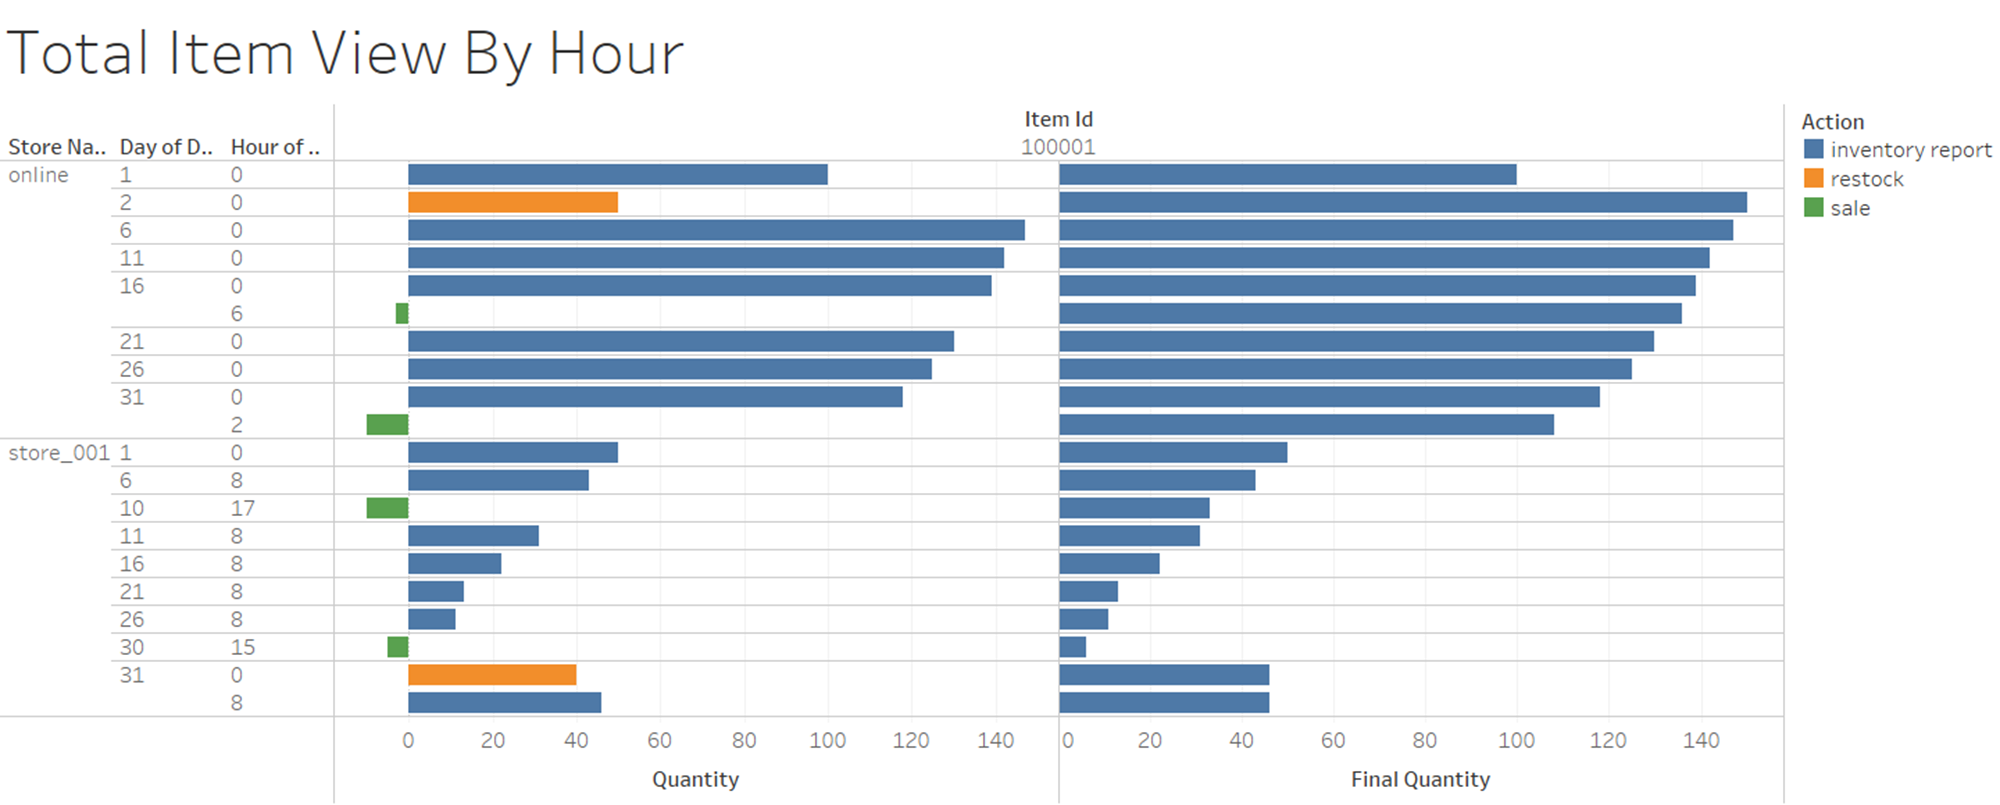 Total Item View By Hour
Item Id
Action
Store Na.. Day of D.. Hour of .. 100001
inventory report
restock
sale
online 1 0
2 0
6 0
11 0
16 0
6
21 0
26 0
31 0
2
store_001 1 0
6 8
10 17
11 8
16 8
21 8
26 8
30 15
31 0
8
0 20 40 60 80 100 120 140 0 20 40 60 80 100 120 140
Quantity Final Quantity